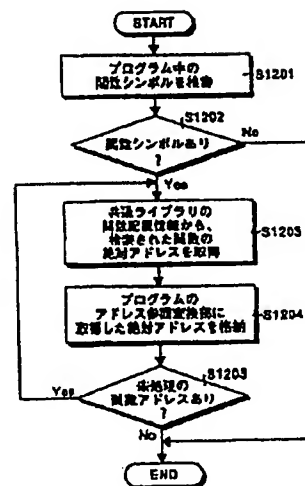 START
プログラム中の
関数シンボルを検索
S1201
S1202
関数シンボルあり
?
No
Yes
共通ライブラリの
関数配置情報から、
検索された関数の
絶対アドレスを取得
S1203
プログラムの
アドレス参照変換部に
取得した絶対アドレスを格納
S1204
S1203
未処理の
関数アドレスあり
?
Yes
No
END